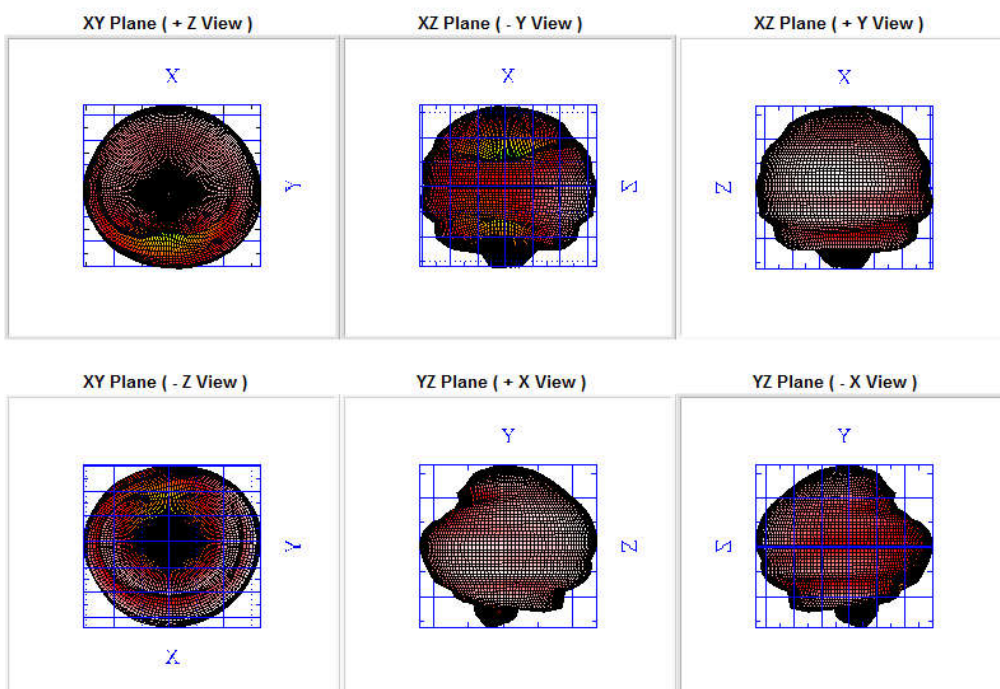 XY Plane ( + Z View )
XZ Plane ( - Y View )
XZ Plane ( + Y View )
X
X
X
Y
Z
Z
XY Plane ( - Z View )
YZ Plane ( + X View )
YZ Plane ( - X View )
Y
Y
Y
Z
Z
X